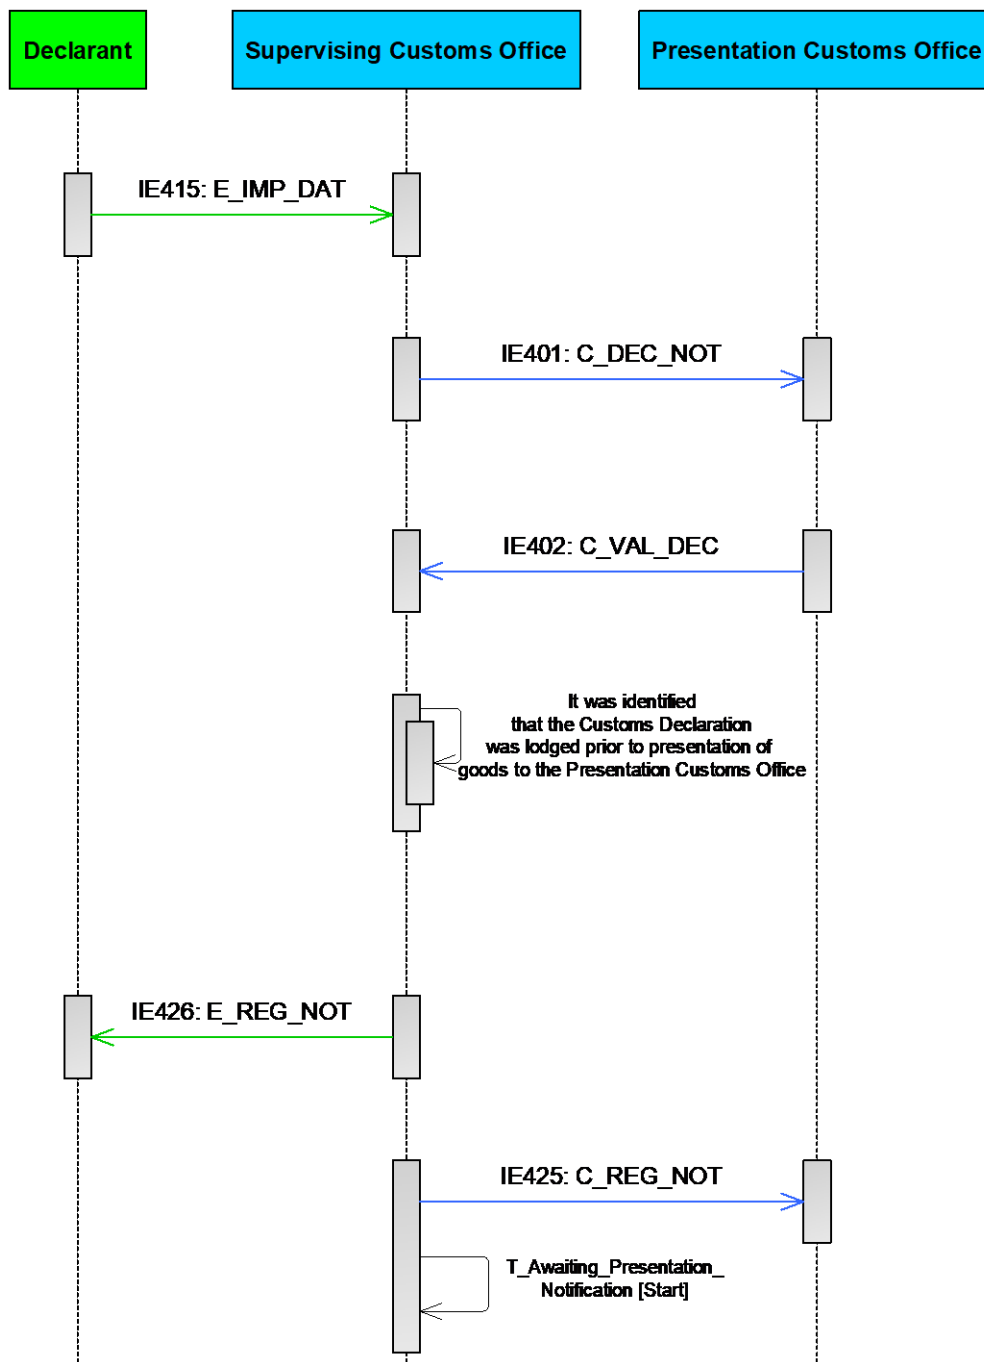 Declarant
Supervising Customs Office
Presentation Customs Office
IE415: E_IMP_DAT
IE401: C_DEC_NOT
IE402: C_VAL_DEC
It was identified
that the Customs Declaration
was lodged prior to presentation of
goods to the Presentation Customs Office
IE426: E_REG_NOT
IE425: C_REG_NOT
T_Awaiting_Presentation_
Notification [Start]